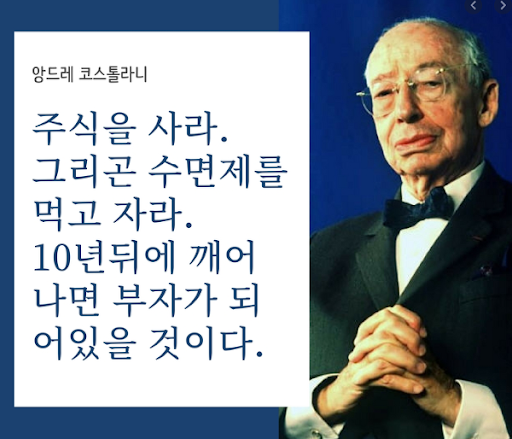 앙드레 코스톨라니
주식을 사라.
그리곤 수면제를
먹고 자라.
10년뒤에 깨어
나면 부자가 되
어있을 것이다.